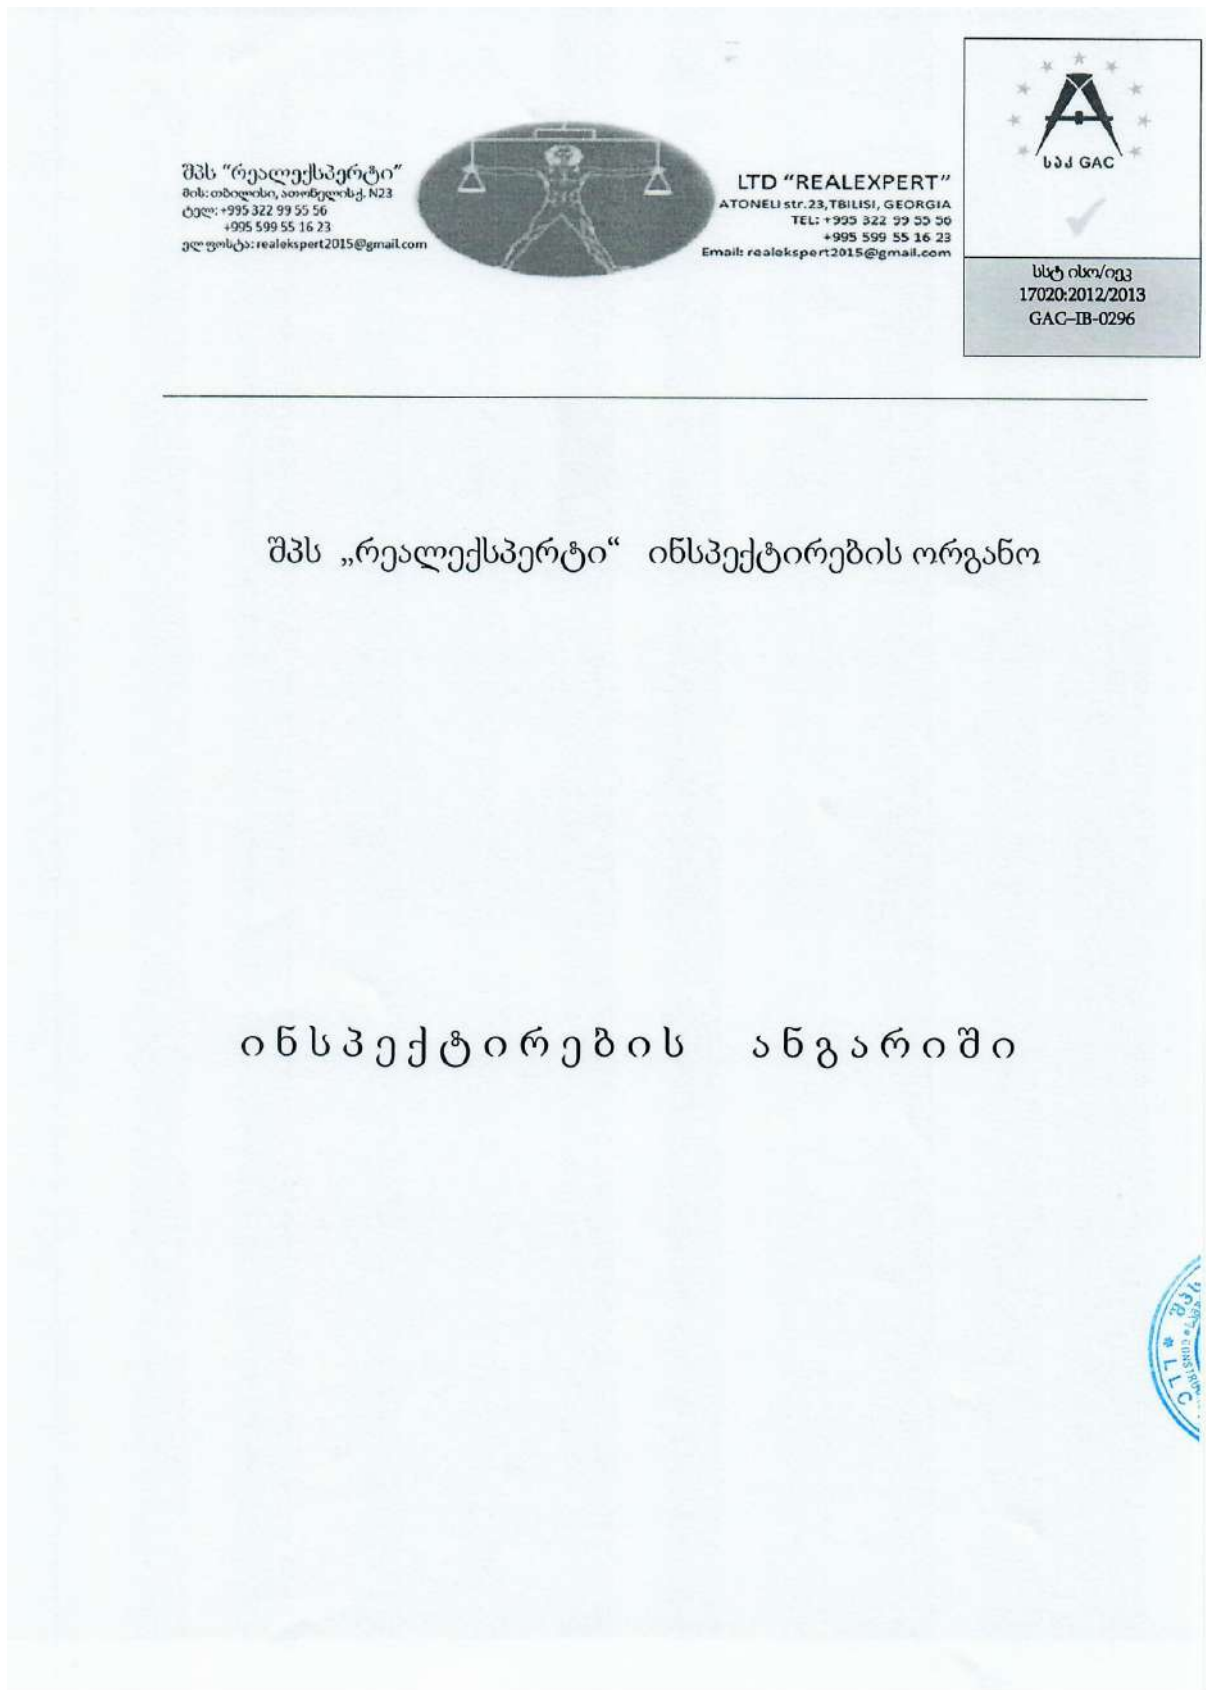 შპს "რეალექსპერტი"
მის: თბილისი, ათონელის ქ. N23
ტელ: +995 322 99 55 56
+995 599 55 16 23
ელ ფოსტა: realekspert2015@gmail.com
LTD "REALEXPERT"
ATONELI str.23,TBILISI, GEORGIA
TEL: +995 322 99 55 56
+995 599 55 16 23
Email: realekspert2015@gmail.com
საკ GAC
სსტ ისო/იეკ
17020:2012/2013
GAC–IB-0296
შპს „რეალექსპერტი“ ინსპექტირების ორგანო
ინსპექტირების ანგარიში
შპს
LLC